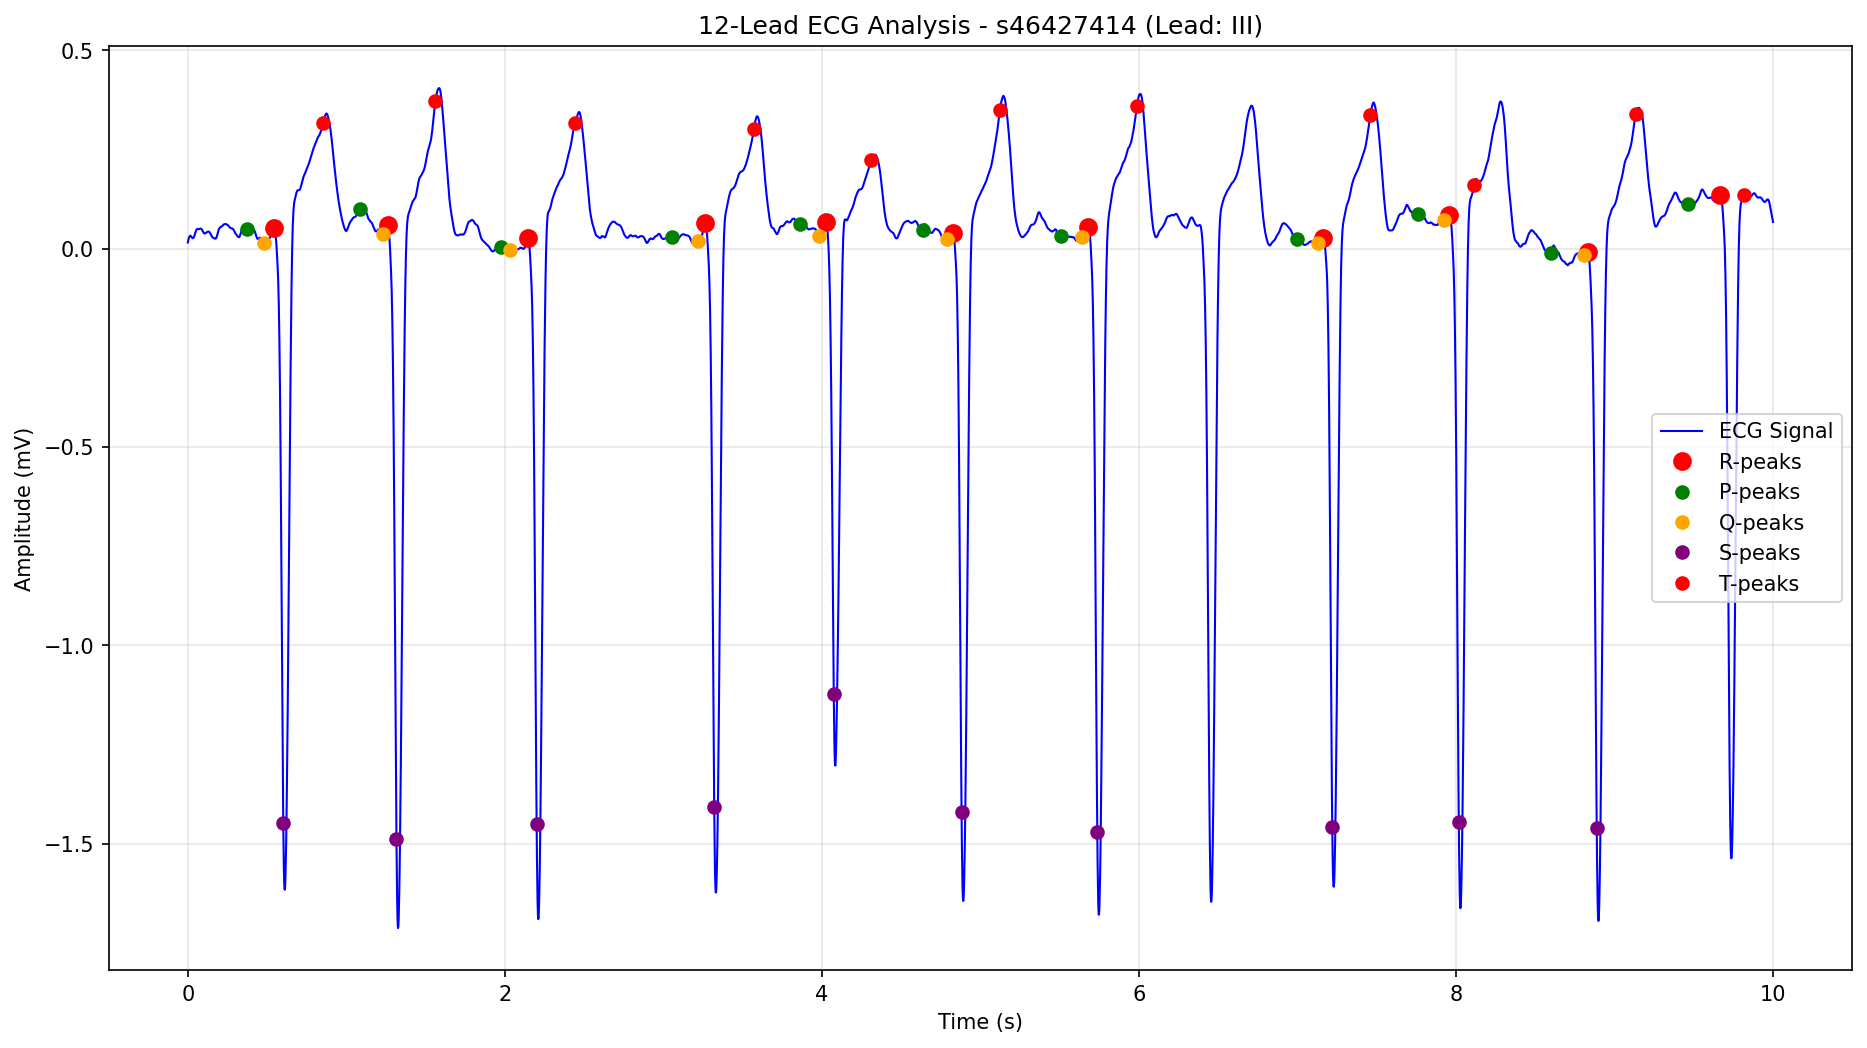 12-Lead ECG Analysis - s46427414 (Lead: III)
0.5
0.0
−0.5
−1.0
−1.5
Amplitude (mV)
ECG Signal
R-peaks
P-peaks
Q-peaks
S-peaks
T-peaks
0 2 4 6 8 10
Time (s)